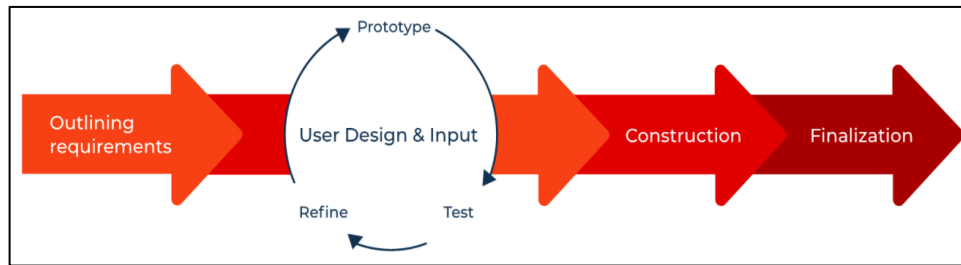 Prototype
Outlining
requirements
User Design & Input
Construction
Finalization
Refine
Test